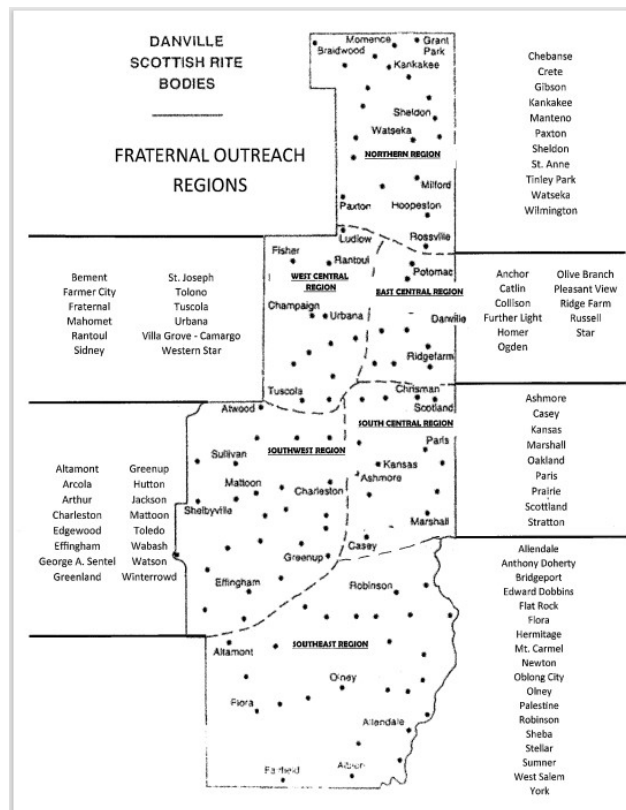 DANVILLE
SCOTTISH RITE
BODIES
FRATERNAL OUTREACH
REGIONS
Momence
Grant
Park
Braidwood
Kankakee
Sheldon
Watseka
NORTHERN REGION
Milford
Paxton
Hoopeston
Ludlow
Rossville
Chebanse
Crete
Gibson
Kankakee
Manteno
Paxton
Sheldon
St. Anne
Tinley Park
Watseka
Wilmington
Bement
Farmer City
Fraternal
Mahomet
Rantoul
Sidney
St. Joseph
Tolono
Tuscola
Urbana
Villa Grove - Camargo
Western Star
Fisher
Rantoul
WEST CENTRAL
REGION
Champaign
Urbana
Tuscola
Potomac
EAST CENTRAL REGION
Danville
Ridgefarm
Anchor
Catlin
Collison
Further Light
Homer
Ogden
Olive Branch
Pleasant View
Ridge Farm
Russell
Star
Chrisman
Scotland
SOUTH CENTRAL REGION
Paris
Kansas
Ashmore
Marshall
Casey
Ashmore
Casey
Kansas
Marshall
Oakland
Paris
Prairie
Scottland
Stratton
Altamont
Arcola
Arthur
Charleston
Edgewood
Effingham
George A. Sentel
Greenland
Greenup
Hutton
Jackson
Mattoon
Toledo
Wabash
Watson
Winterrowd
Atwood
SOUTHWEST REGION
Sullivan
Mattoon
Charleston
Shelbyville
Greenup
Effingham
Robinson
SOUTHEAST REGION
Altamont
Olney
Flora
Allendale
Albion
Fairfield
Allendale
Anthony Doherty
Bridgeport
Edward Dobbins
Flat Rock
Flora
Hermitage
Mt. Carmel
Newton
Oblong City
Olney
Palestine
Robinson
Sheba
Stellar
Sumner
West Salem
York